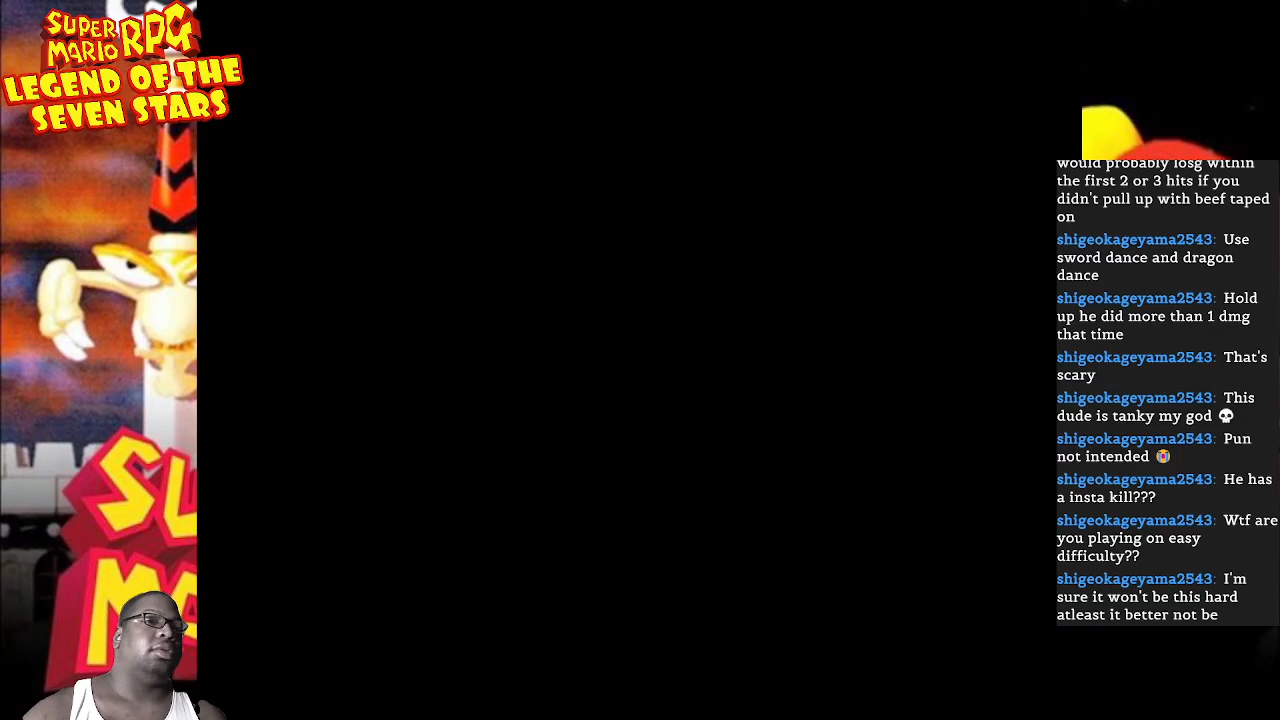 SUPER
MARIO RPG
LEGEND OF THE
SEVEN STARS
SU
MA
would probably losg within
the first 2 or 3 hits if you
didn't pull up with beef taped
on
shigeokageyama2543: Use
sword dance and dragon
dance
shigeokageyama2543: Hold
up he did more than 1 dmg
that time
shigeokageyama2543: That's
scary
shigeokageyama2543: This
dude is tanky my god 💀
shigeokageyama2543: Pun
not intended 😭
shigeokageyama2543: He has
a insta kill???
shigeokageyama2543: Wtf are
you playing on easy
difficulty??
shigeokageyama2543: I'm
sure it won't be this hard
atleast it better not be